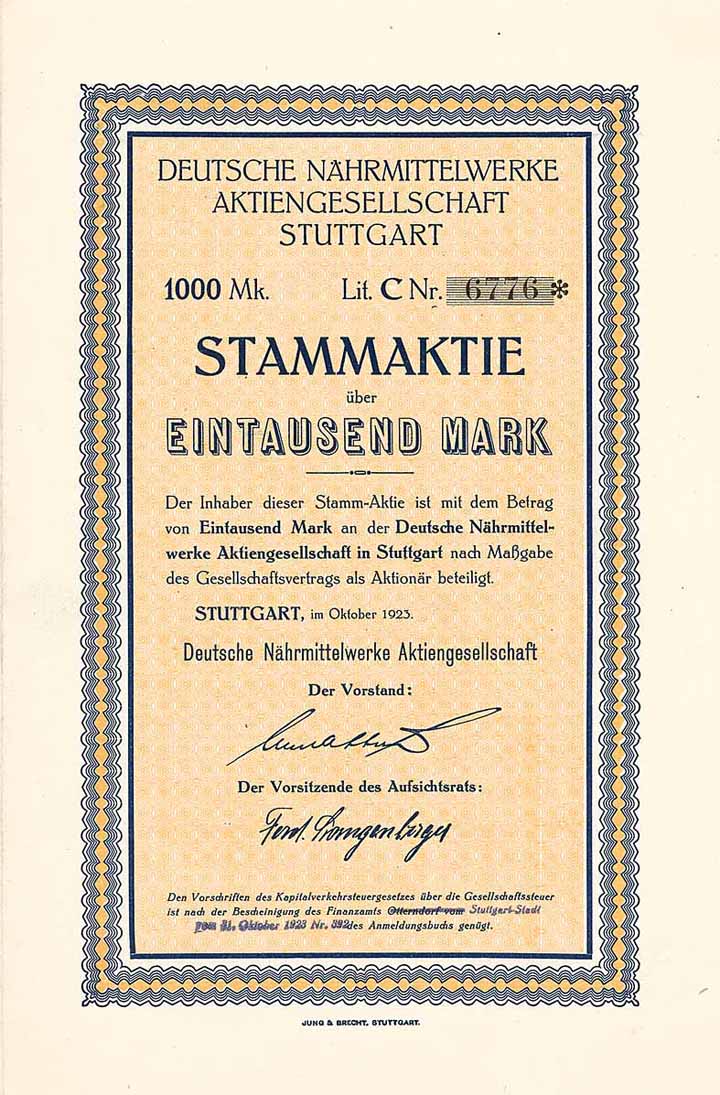 DEUTSCHE NÄHRMITTELWERKE
AKTIENGESELLSCHAFT
STUTTGART
1000 Mk. Lit. C Nr. 6776 *
STAMMAKTIE
über
EINTAUSEND MARK
Der Inhaber dieser Stamm-Aktie ist mit dem Betrag
von Eintausend Mark an der Deutsche Nährmittel-
werke Aktiengesellschaft in Stuttgart nach Maßgabe
des Gesellschaftsvertrags als Aktionär beteiligt.
STUTTGART, im Oktober 1923.
Deutsche Nährmittelwerke Aktiengesellschaft
Der Vorstand:
Der Vorsitzende des Aufsichtsrats:
Ferd.
Den Vorschriften des Kapitalverkehrsteuergesetzes über die Gesellschaftssteuer
ist nach der Bescheinigung des Finanzamts Otterndorf vom Stuttgart-Stadt
vom 31. Oktober 1923 Nr. 392 des Anmeldungsbuchs genügt.
JUNG & BRECHT, STUTTGART.